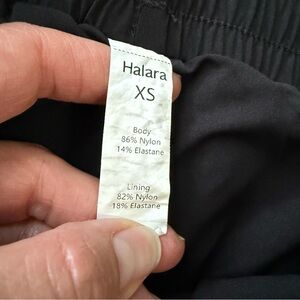 Halara
XS
Body
86% Nylon
14% Elastane
Lining
82% Nylon
18% Elastane